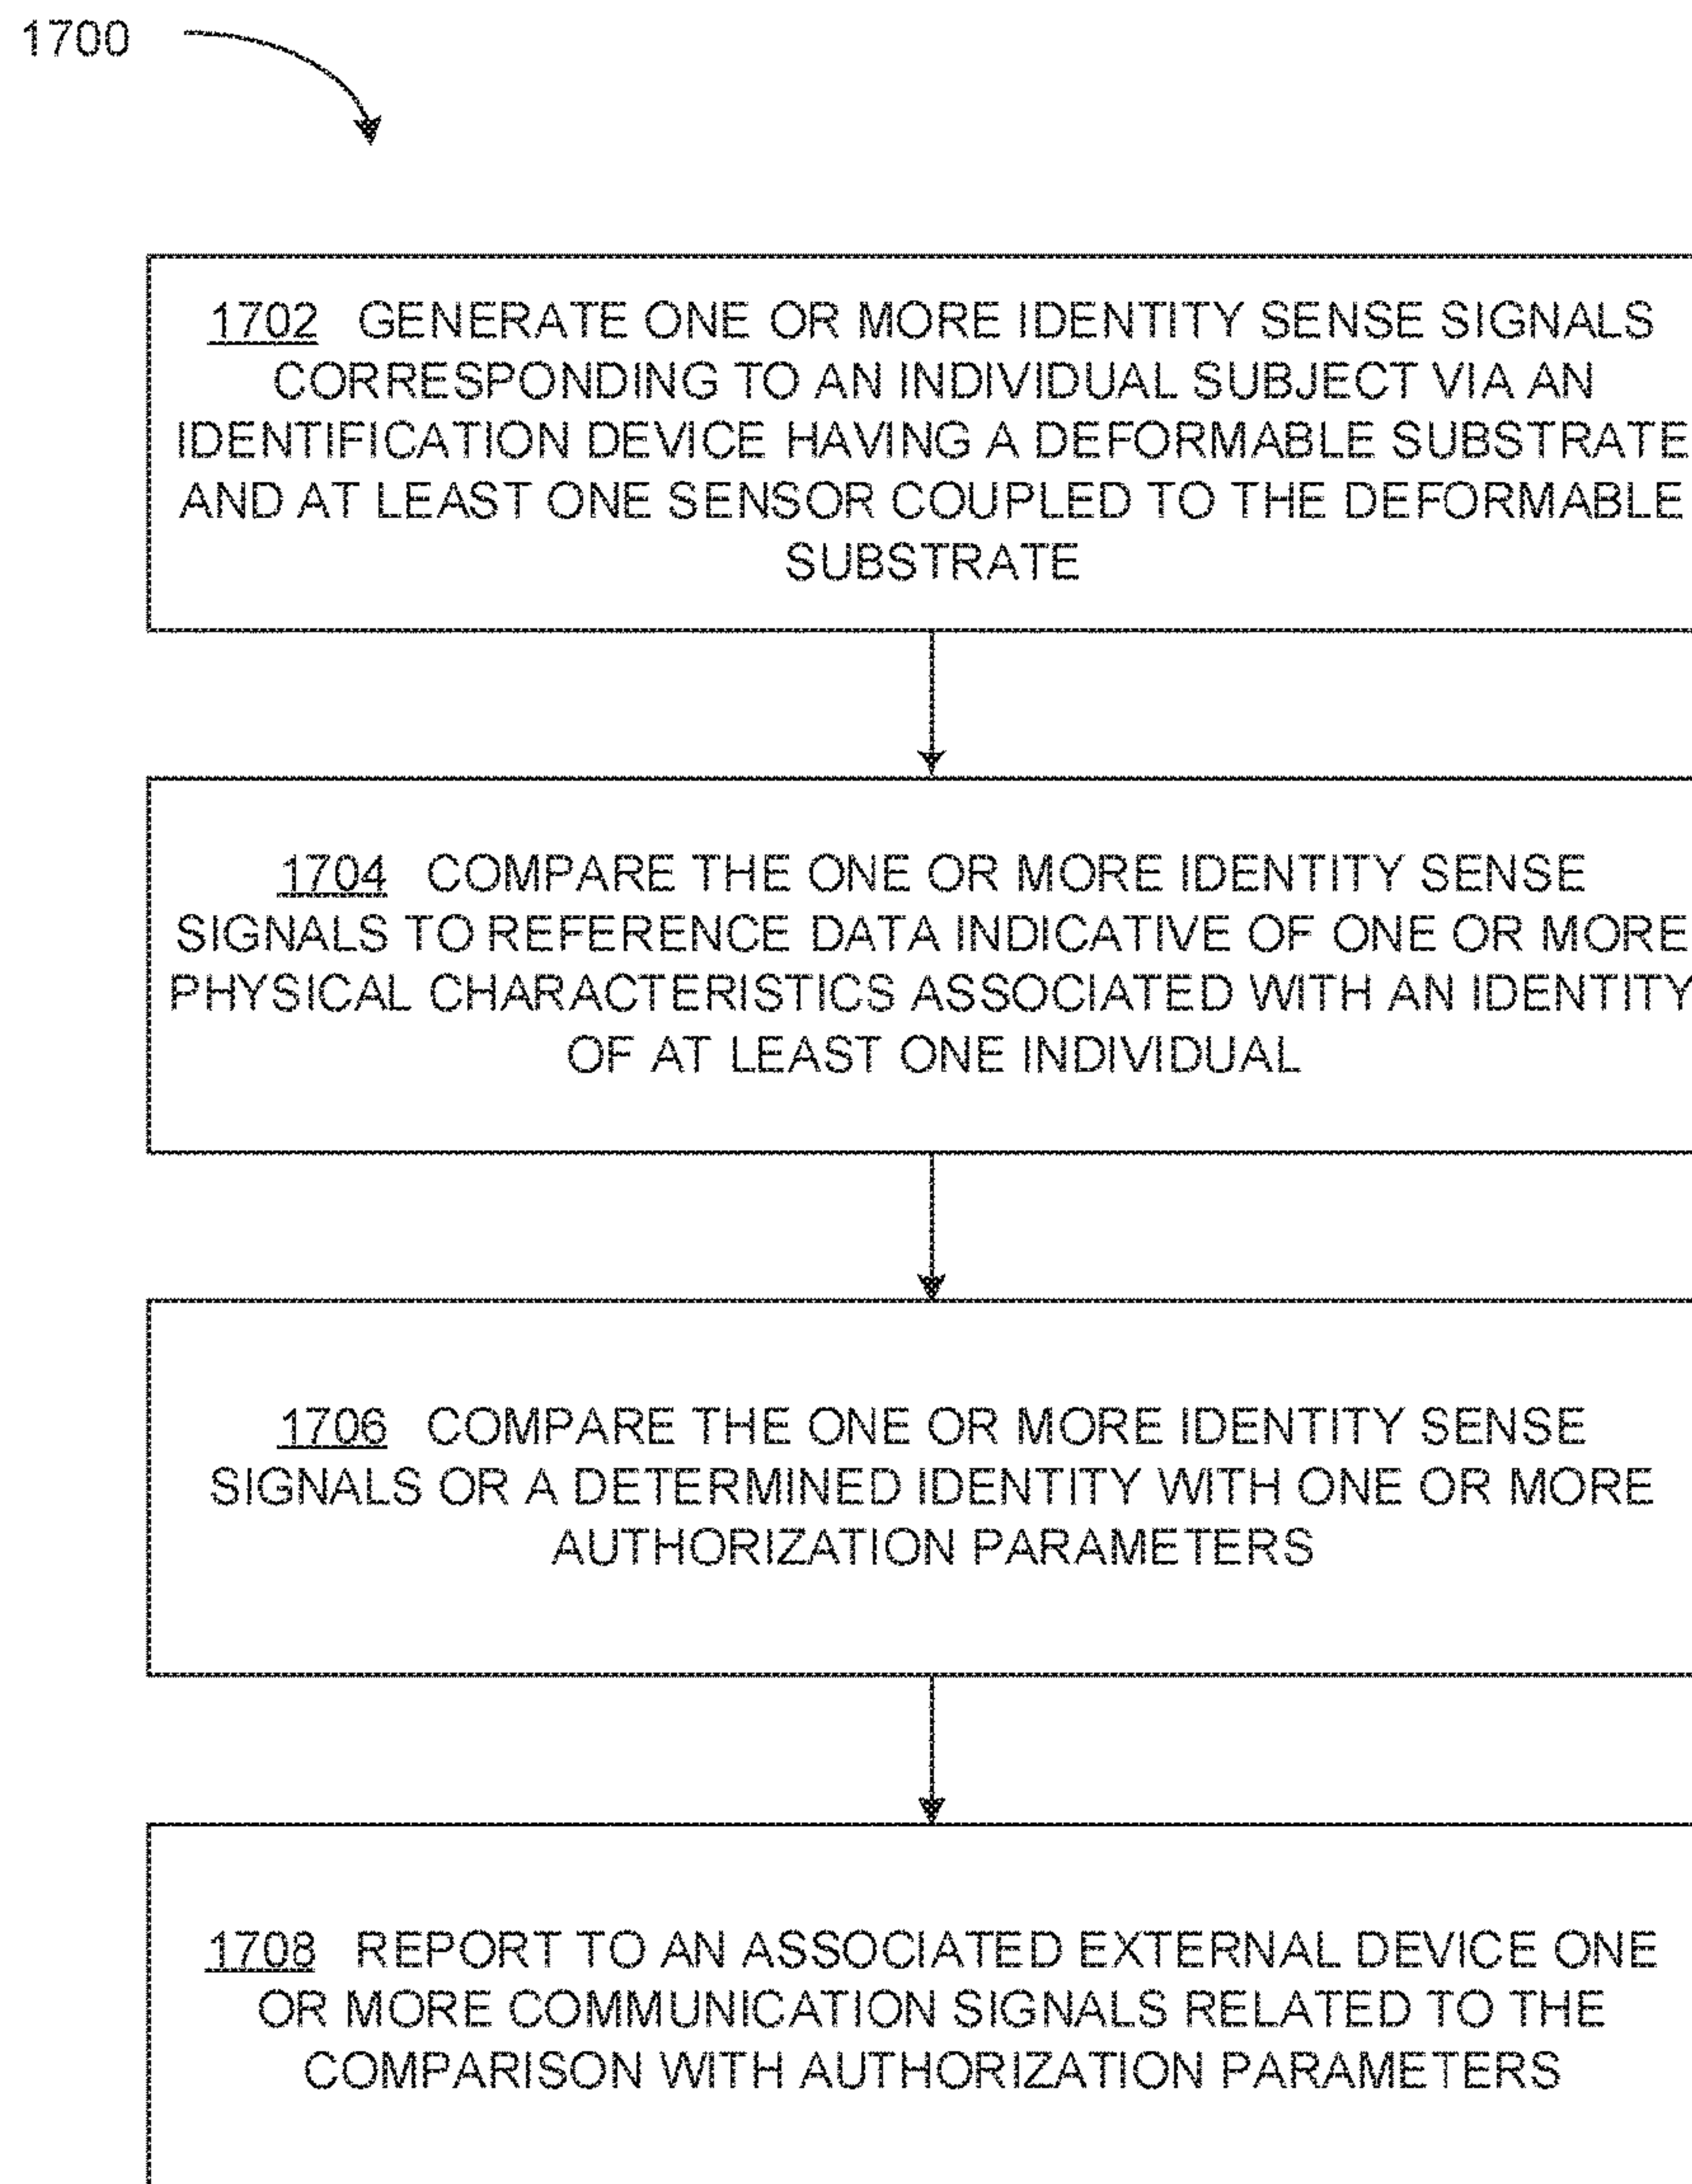 1700
1702 GENERATE ONE OR MORE IDENTITY SENSE SIGNALS
CORRESPONDING TO AN INDIVIDUAL SUBJECT VIA AN
IDENTIFICATION DEVICE HAVING A DEFORMABLE SUBSTRATE
AND AT LEAST ONE SENSOR COUPLED TO THE DEFORMABLE
SUBSTRATE
1704 COMPARE THE ONE OR MORE IDENTITY SENSE
SIGNALS TO REFERENCE DATA INDICATIVE OF ONE OR MORE
PHYSICAL CHARACTERISTICS ASSOCIATED WITH AN IDENTITY
OF AT LEAST ONE INDIVIDUAL
1706 COMPARE THE ONE OR MORE IDENTITY SENSE
SIGNALS OR A DETERMINED IDENTITY WITH ONE OR MORE
AUTHORIZATION PARAMETERS
1708 REPORT TO AN ASSOCIATED EXTERNAL DEVICE ONE
OR MORE COMMUNICATION SIGNALS RELATED TO THE
COMPARISON WITH AUTHORIZATION PARAMETERS